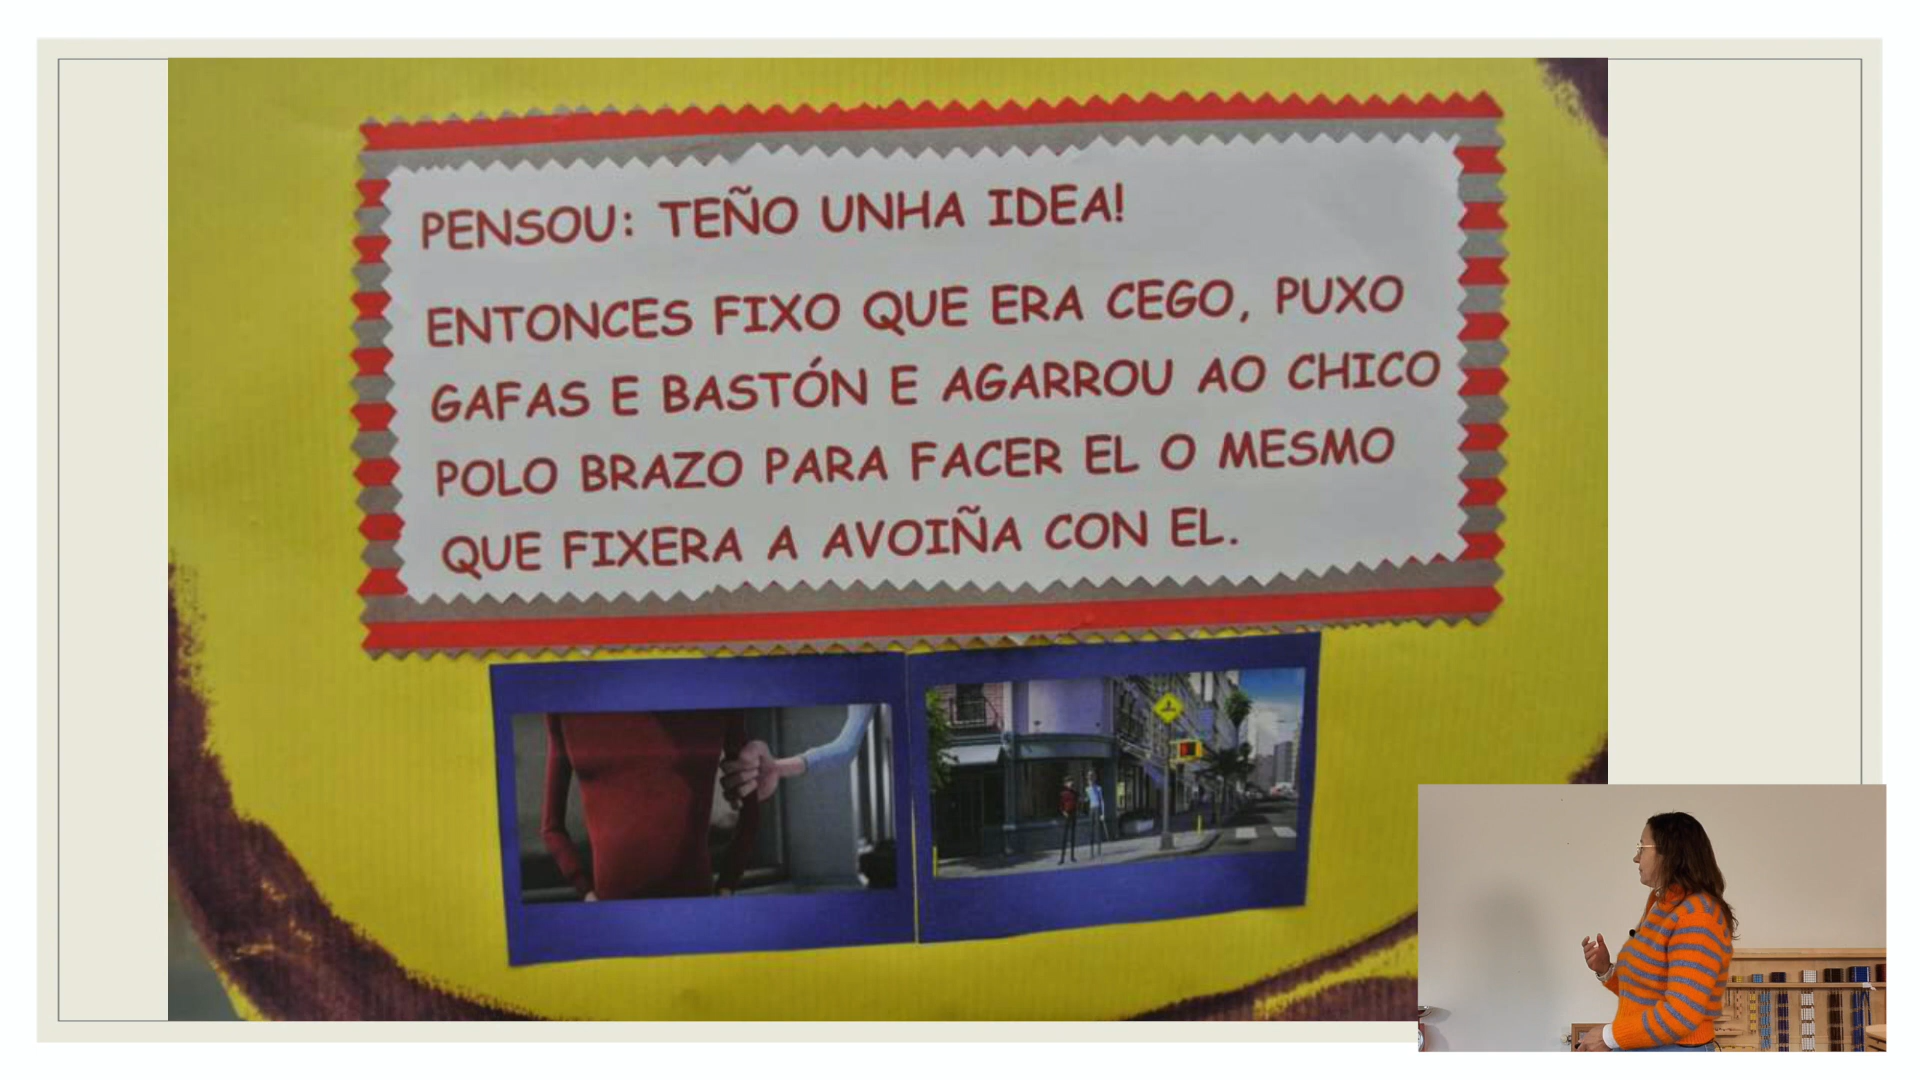 PENSOU: TEÑO UNHA IDEA!
ENTONCES FIXO QUE ERA CEGO, PUXO
GAFAS E BASTÓN E AGARROU AO CHICO
POLO BRAZO PARA FACER EL O MESMO
QUE FIXERA A AVOIÑA CON EL.